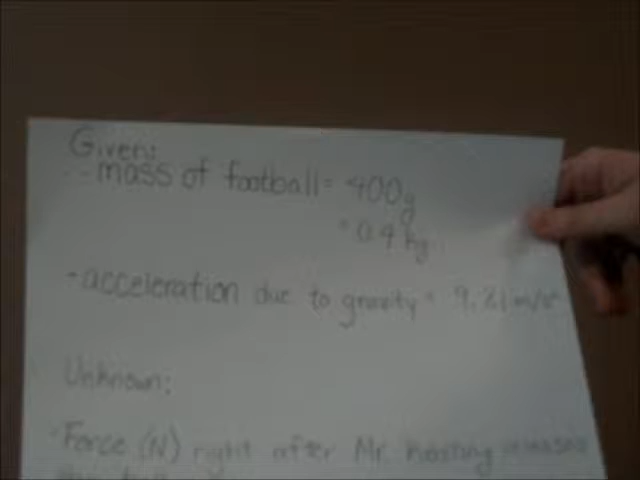 Given:
- mass of football = 400g
= 0.4 kg
- acceleration due to gravity = 9.81 m/s²
Unknown:
- Force (N) right after Mr. released